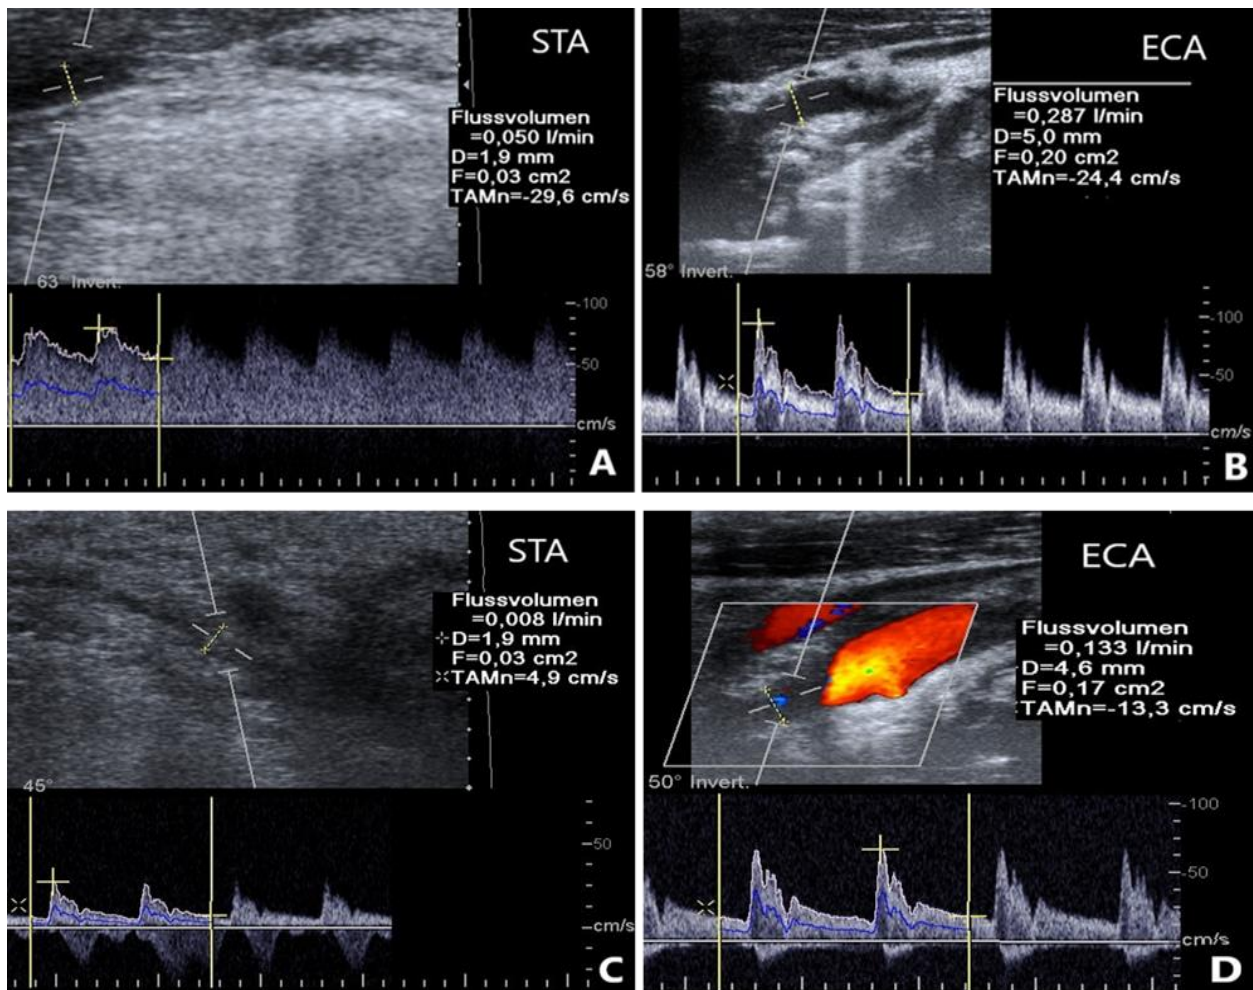 STA
Flussvolumen
=0,050 l/min
D=1,9 mm
F=0,03 cm2
TAMn=-29,6 cm/s
63° Invert.
-100
-50
cm/s
A
ECA
Flussvolumen
=0,287 l/min
D=5,0 mm
F=0,20 cm2
TAMn=-24,4 cm/s
58° Invert.
-100
-50
cm/s
B
STA
Flussvolumen
=0,008 l/min
D=1,9 mm
F=0,03 cm2
TAMn=4,9 cm/s
45°
-50
cm/s
C
ECA
Flussvolumen
=0,133 l/min
D=4,6 mm
F=0,17 cm2
TAMn=-13,3 cm/s
50° Invert.
-100
-50
cm/s
D